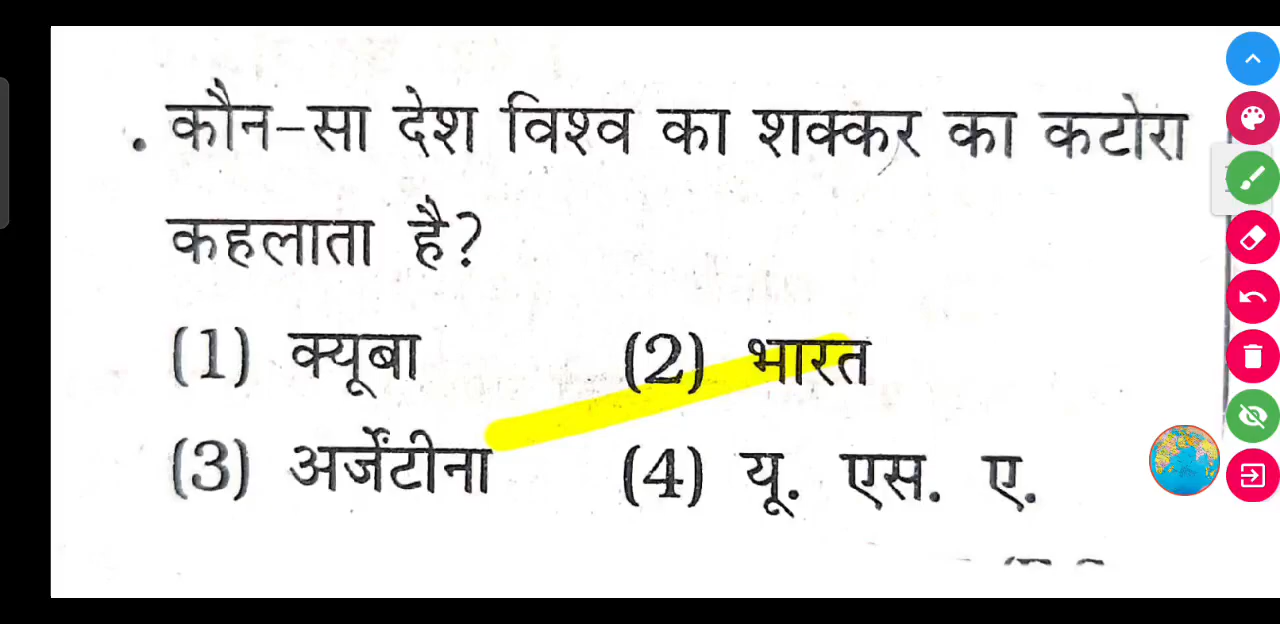 . कौन-सा देश विश्व का शक्कर का कटोरा
कहलाता है?
(1) क्यूबा (2) भारत
(3) अर्जेंटीना (4) यू. एस. ए.